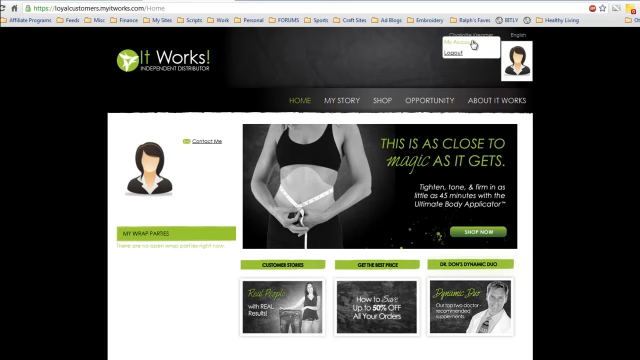 https://loyalcustomers.myitworks.com/Home
Affiliate Programs
Feeds
Misc
Finance
My Sites
Scripts
Work
Personal
FORUMS
Sports
Craft Sites
Ad Blogs
Embroidery
Ralph's Faves
BITLY
Healthy Living
English
My Account
Logout
It Works!
INDEPENDENT DISTRIBUTOR
HOME MY STORY SHOP OPPORTUNITY ABOUT IT WORKS
Contact Me
MY WRAP PARTIES
There are no open wrap parties right now.
THIS IS AS CLOSE TO
magic AS IT GETS.
Tighten, tone, & firm in as
little as 45 minutes with the
Ultimate Body Applicator™
SHOP NOW
CUSTOMER STORIES
GET THE BEST PRICE
DR. DON'S DYNAMIC DUO
Real People
with REAL
Results!
How to Save
Up to 50% OFF
All Your Orders
Dynamic Duo
Our top two doctor-
recommended
supplements.